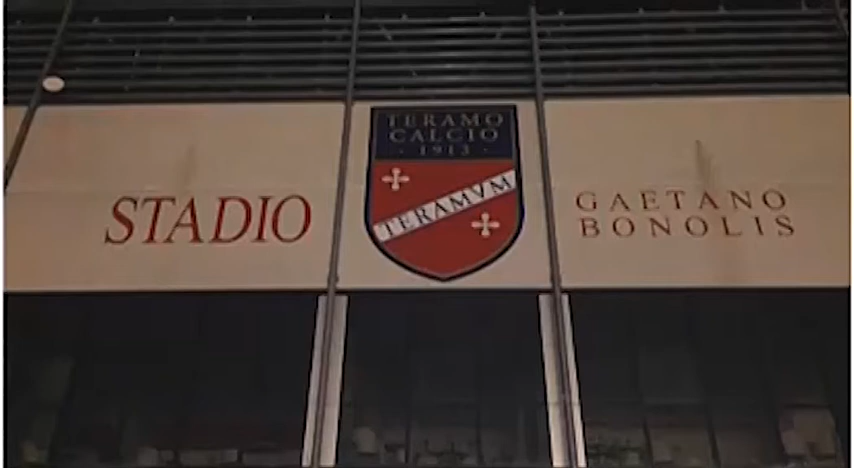 STADIO
TERAMO
CALCIO
· 1913 ·
TERAMVM
GAETANO
BONOLIS